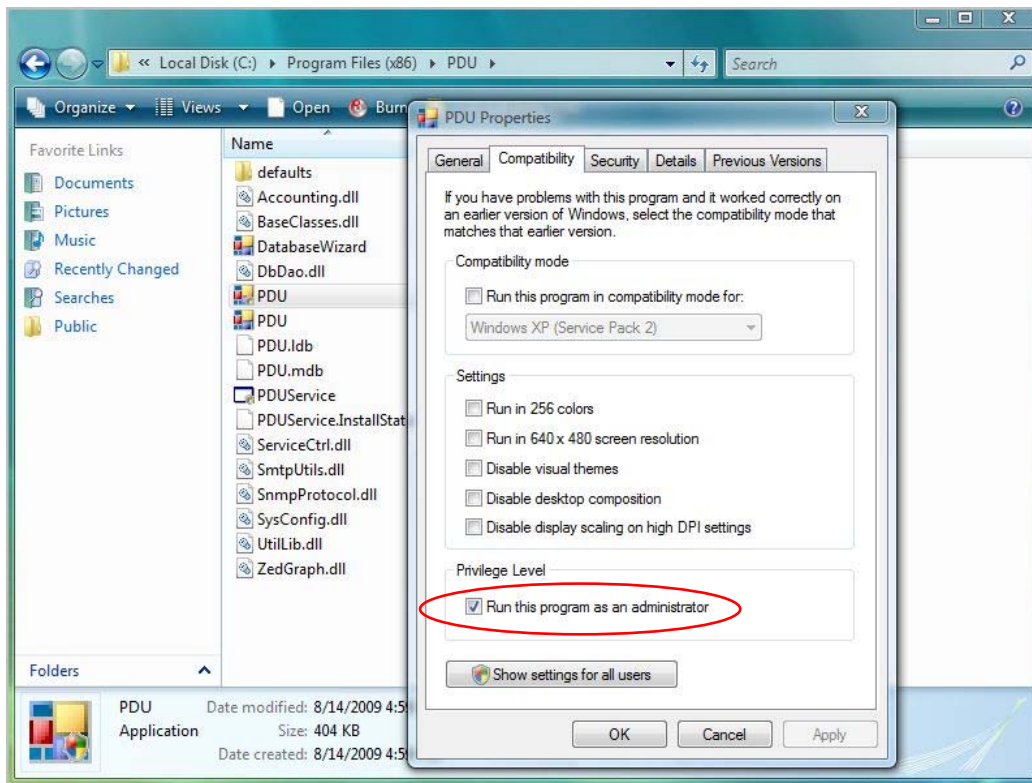 « Local Disk (C:) ▸ Program Files (x86) ▸ PDU ▸
Search
Organize
Views
Open
Burn
Favorite Links
Documents
Pictures
Music
Recently Changed
Searches
Public
Folders
Name
defaults
Accounting.dll
BaseClasses.dll
DatabaseWizard
DbDao.dll
PDU
PDU
PDU.ldb
PDU.mdb
PDUService
PDUService.InstallStat
ServiceCtrl.dll
SmtpUtils.dll
SnmpProtocol.dll
SysConfig.dll
UtilLib.dll
ZedGraph.dll
PDU Properties
General Compatibility Security Details Previous Versions
If you have problems with this program and it worked correctly on
an earlier version of Windows, select the compatibility mode that
matches that earlier version.
Compatibility mode
Run this program in compatibility mode for:
Windows XP (Service Pack 2)
Settings
Run in 256 colors
Run in 640 x 480 screen resolution
Disable visual themes
Disable desktop composition
Disable display scaling on high DPI settings
Privilege Level
Run this program as an administrator
Show settings for all users
OK Cancel Apply
PDU Date modified: 8/14/2009
Application Size: 404 KB
Date created: 8/14/2009